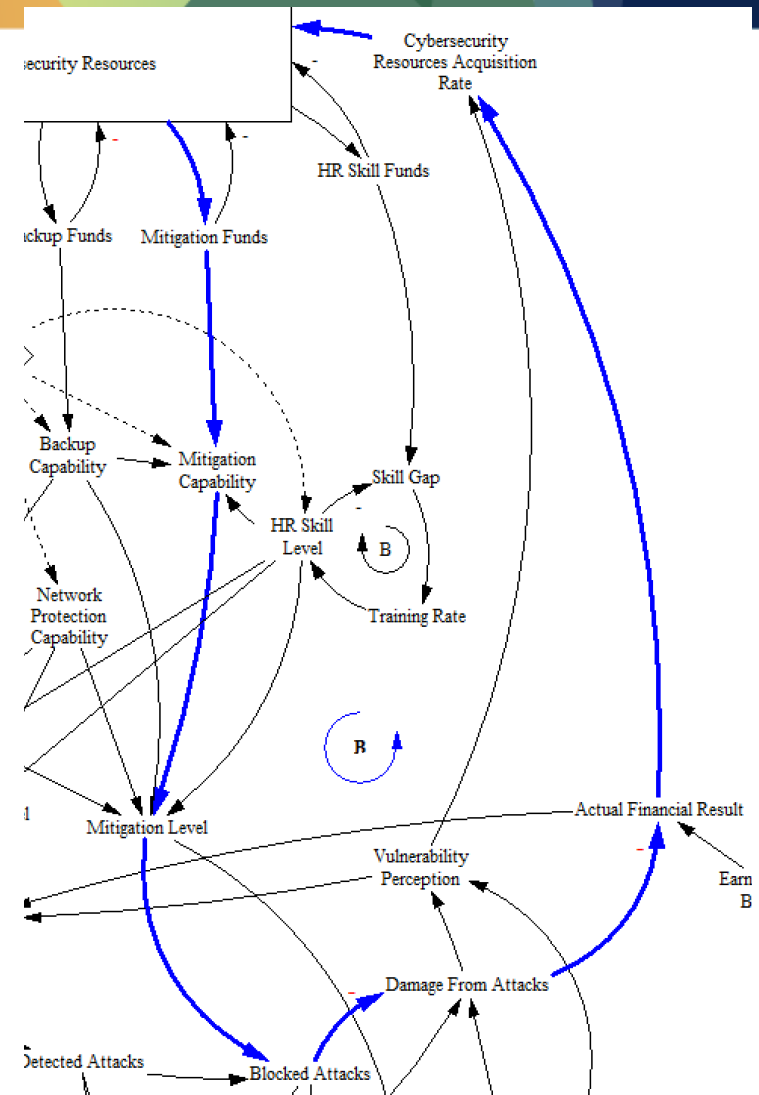 Cybersecurity
Resources Acquisition
Rate
ecurity Resources
-
-
-
HR Skill Funds
ckup Funds
Mitigation Funds
Backup
Capability
Mitigation
Capability
Skill Gap
-
HR Skill
Level
B
Network
Protection
Capability
Training Rate
B
Actual Financial Result
Mitigation Level
-
Vulnerability
Perception
Earn
B
Damage From Attacks
-
Detected Attacks
Blocked Attacks